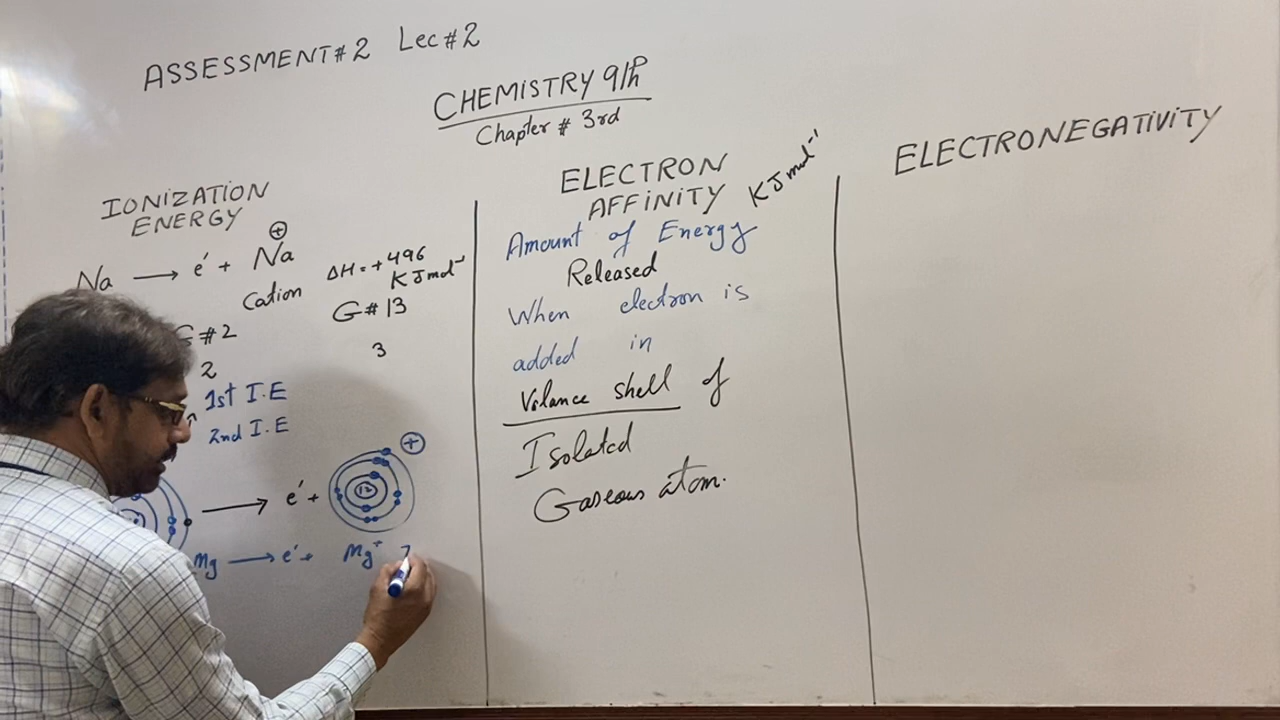 ASSESSMENT# 2 Lec # 2
CHEMISTRY 9th
Chapter # 3rd
IONIZATION
ENERGY
Na ⟶ e' + Na⊕
Cation
ΔH = + 496
KJmol⁻¹
G# 13
3
G#2
2
1st I.E
2nd I.E
⟶ e' + 12 ⊕
Mg ⟶ e' + Mg⁺
ELECTRON
AFFINITY KJmol⁻¹
Amount of Energy
Released
When electron is
added in
Valance shell of
Isolated
Gaseous atom.
ELECTRONEGATIVITY